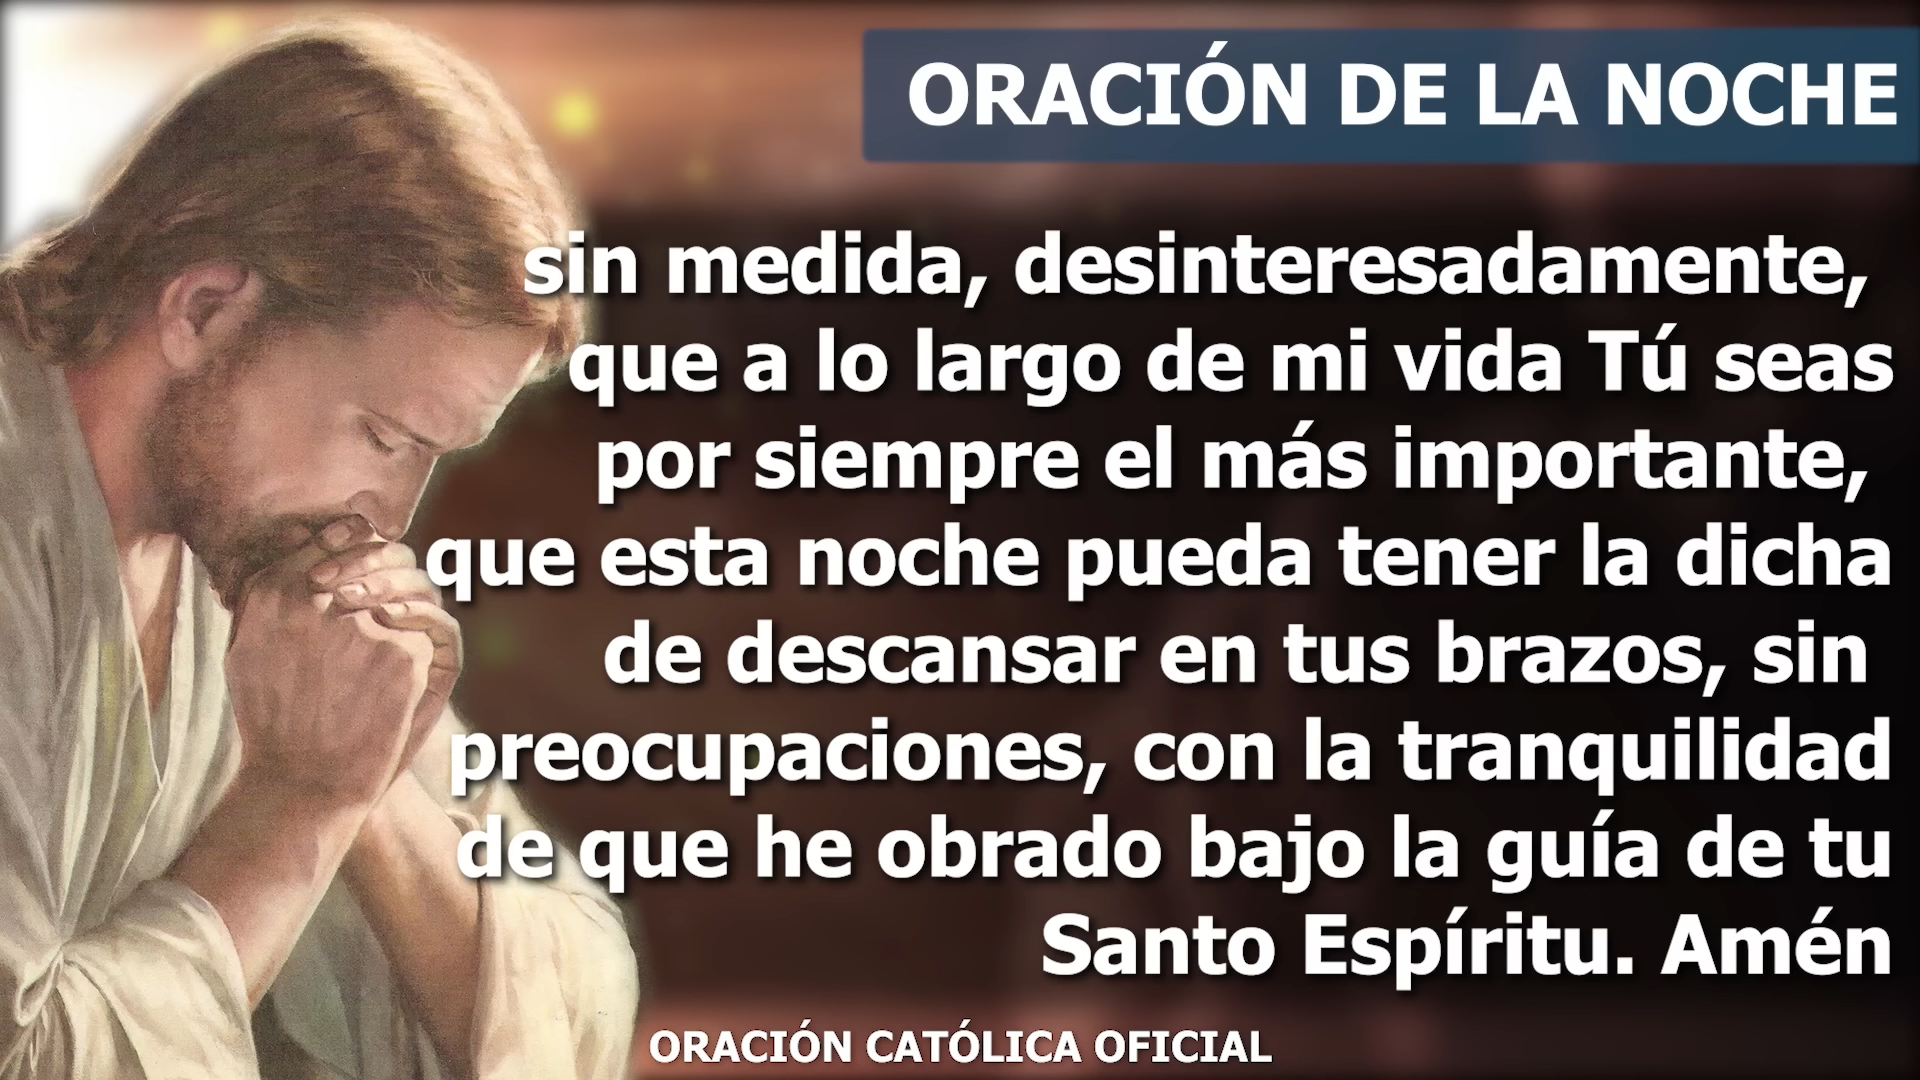 ORACIÓN DE LA NOCHE
sin medida, desinteresadamente,
que a lo largo de mi vida Tú seas
por siempre el más importante,
que esta noche pueda tener la dicha
de descansar en tus brazos, sin
preocupaciones, con la tranquilidad
de que he obrado bajo la guía de tu
Santo Espíritu. Amén
ORACIÓN CATÓLICA OFICIAL